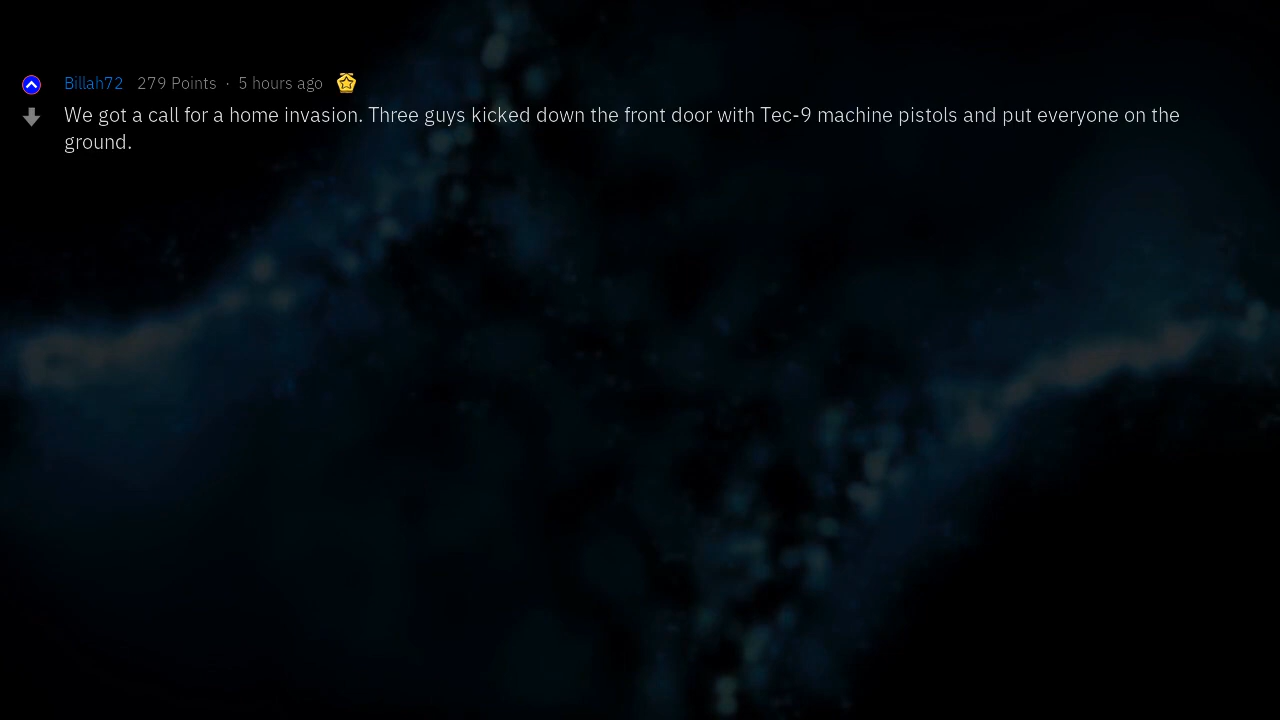 Billah72 279 Points · 5 hours ago
We got a call for a home invasion. Three guys kicked down the front door with Tec-9 machine pistols and put everyone on the
ground.